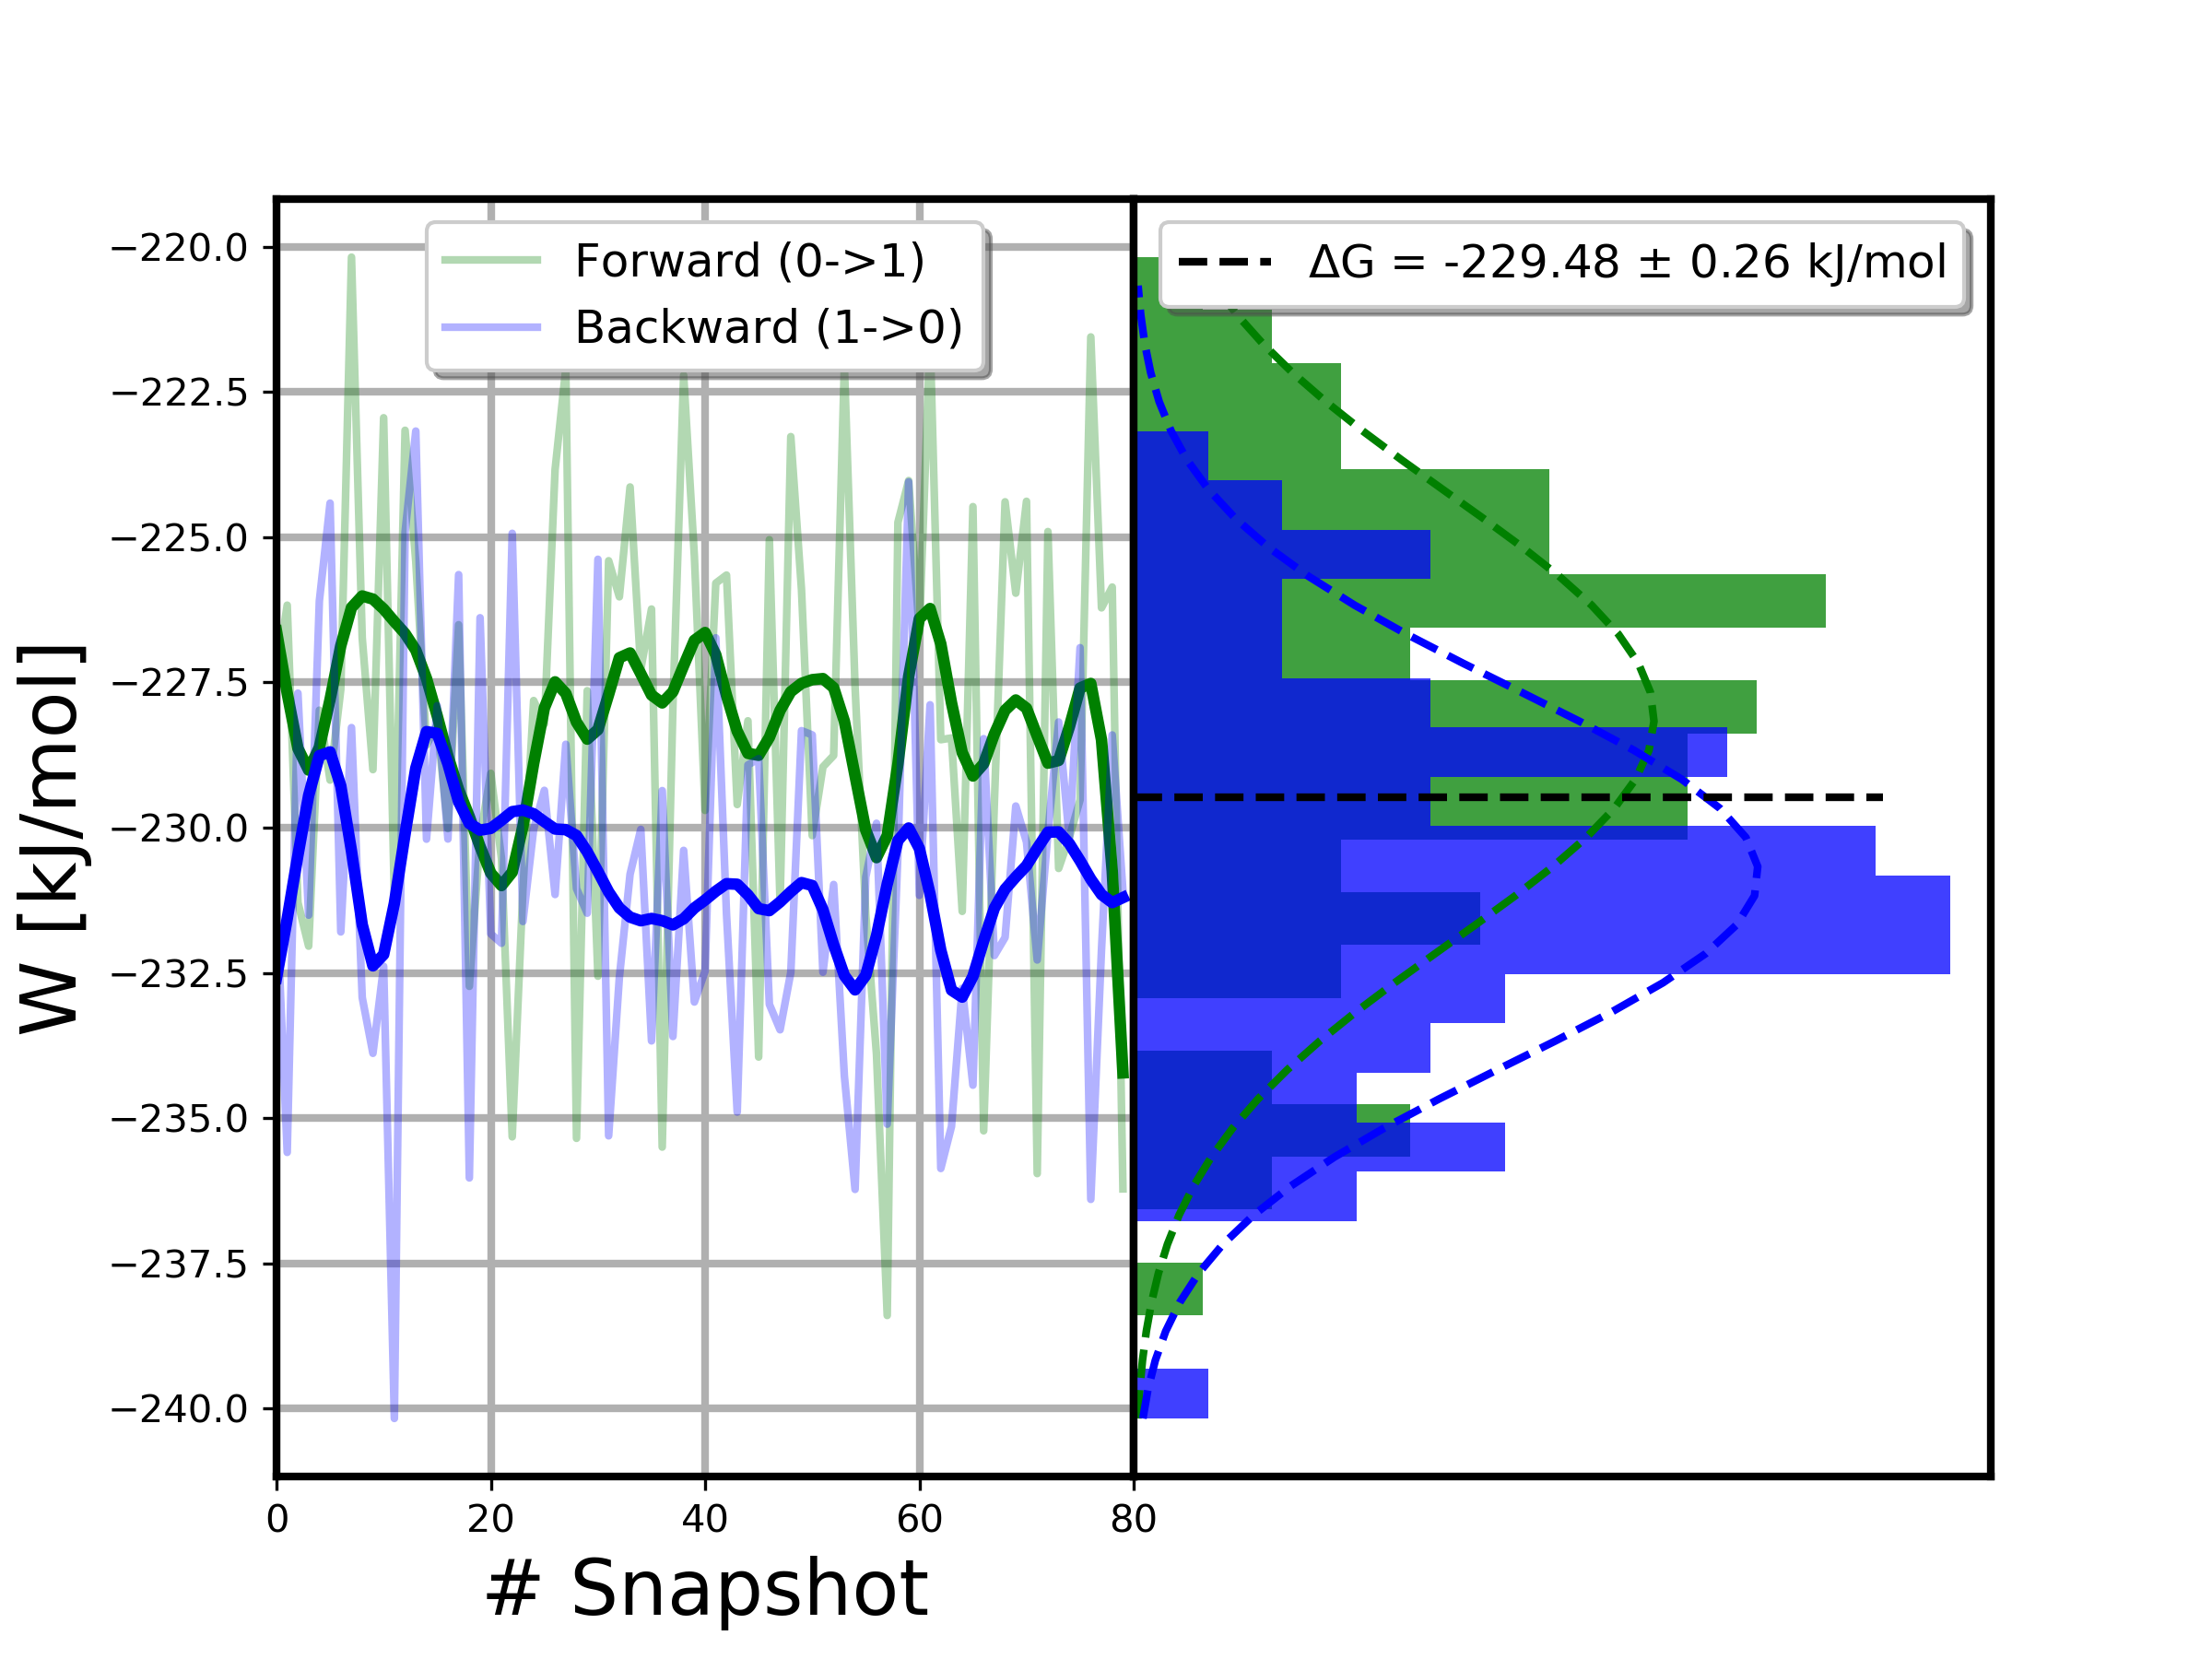 W [kJ/mol]
−220.0
−222.5
−225.0
−227.5
−230.0
−232.5
−235.0
−237.5
−240.0
Forward (0->1)
Backward (1->0)
ΔG = -229.48 ± 0.26 kJ/mol
0 20 40 60 80
# Snapshot